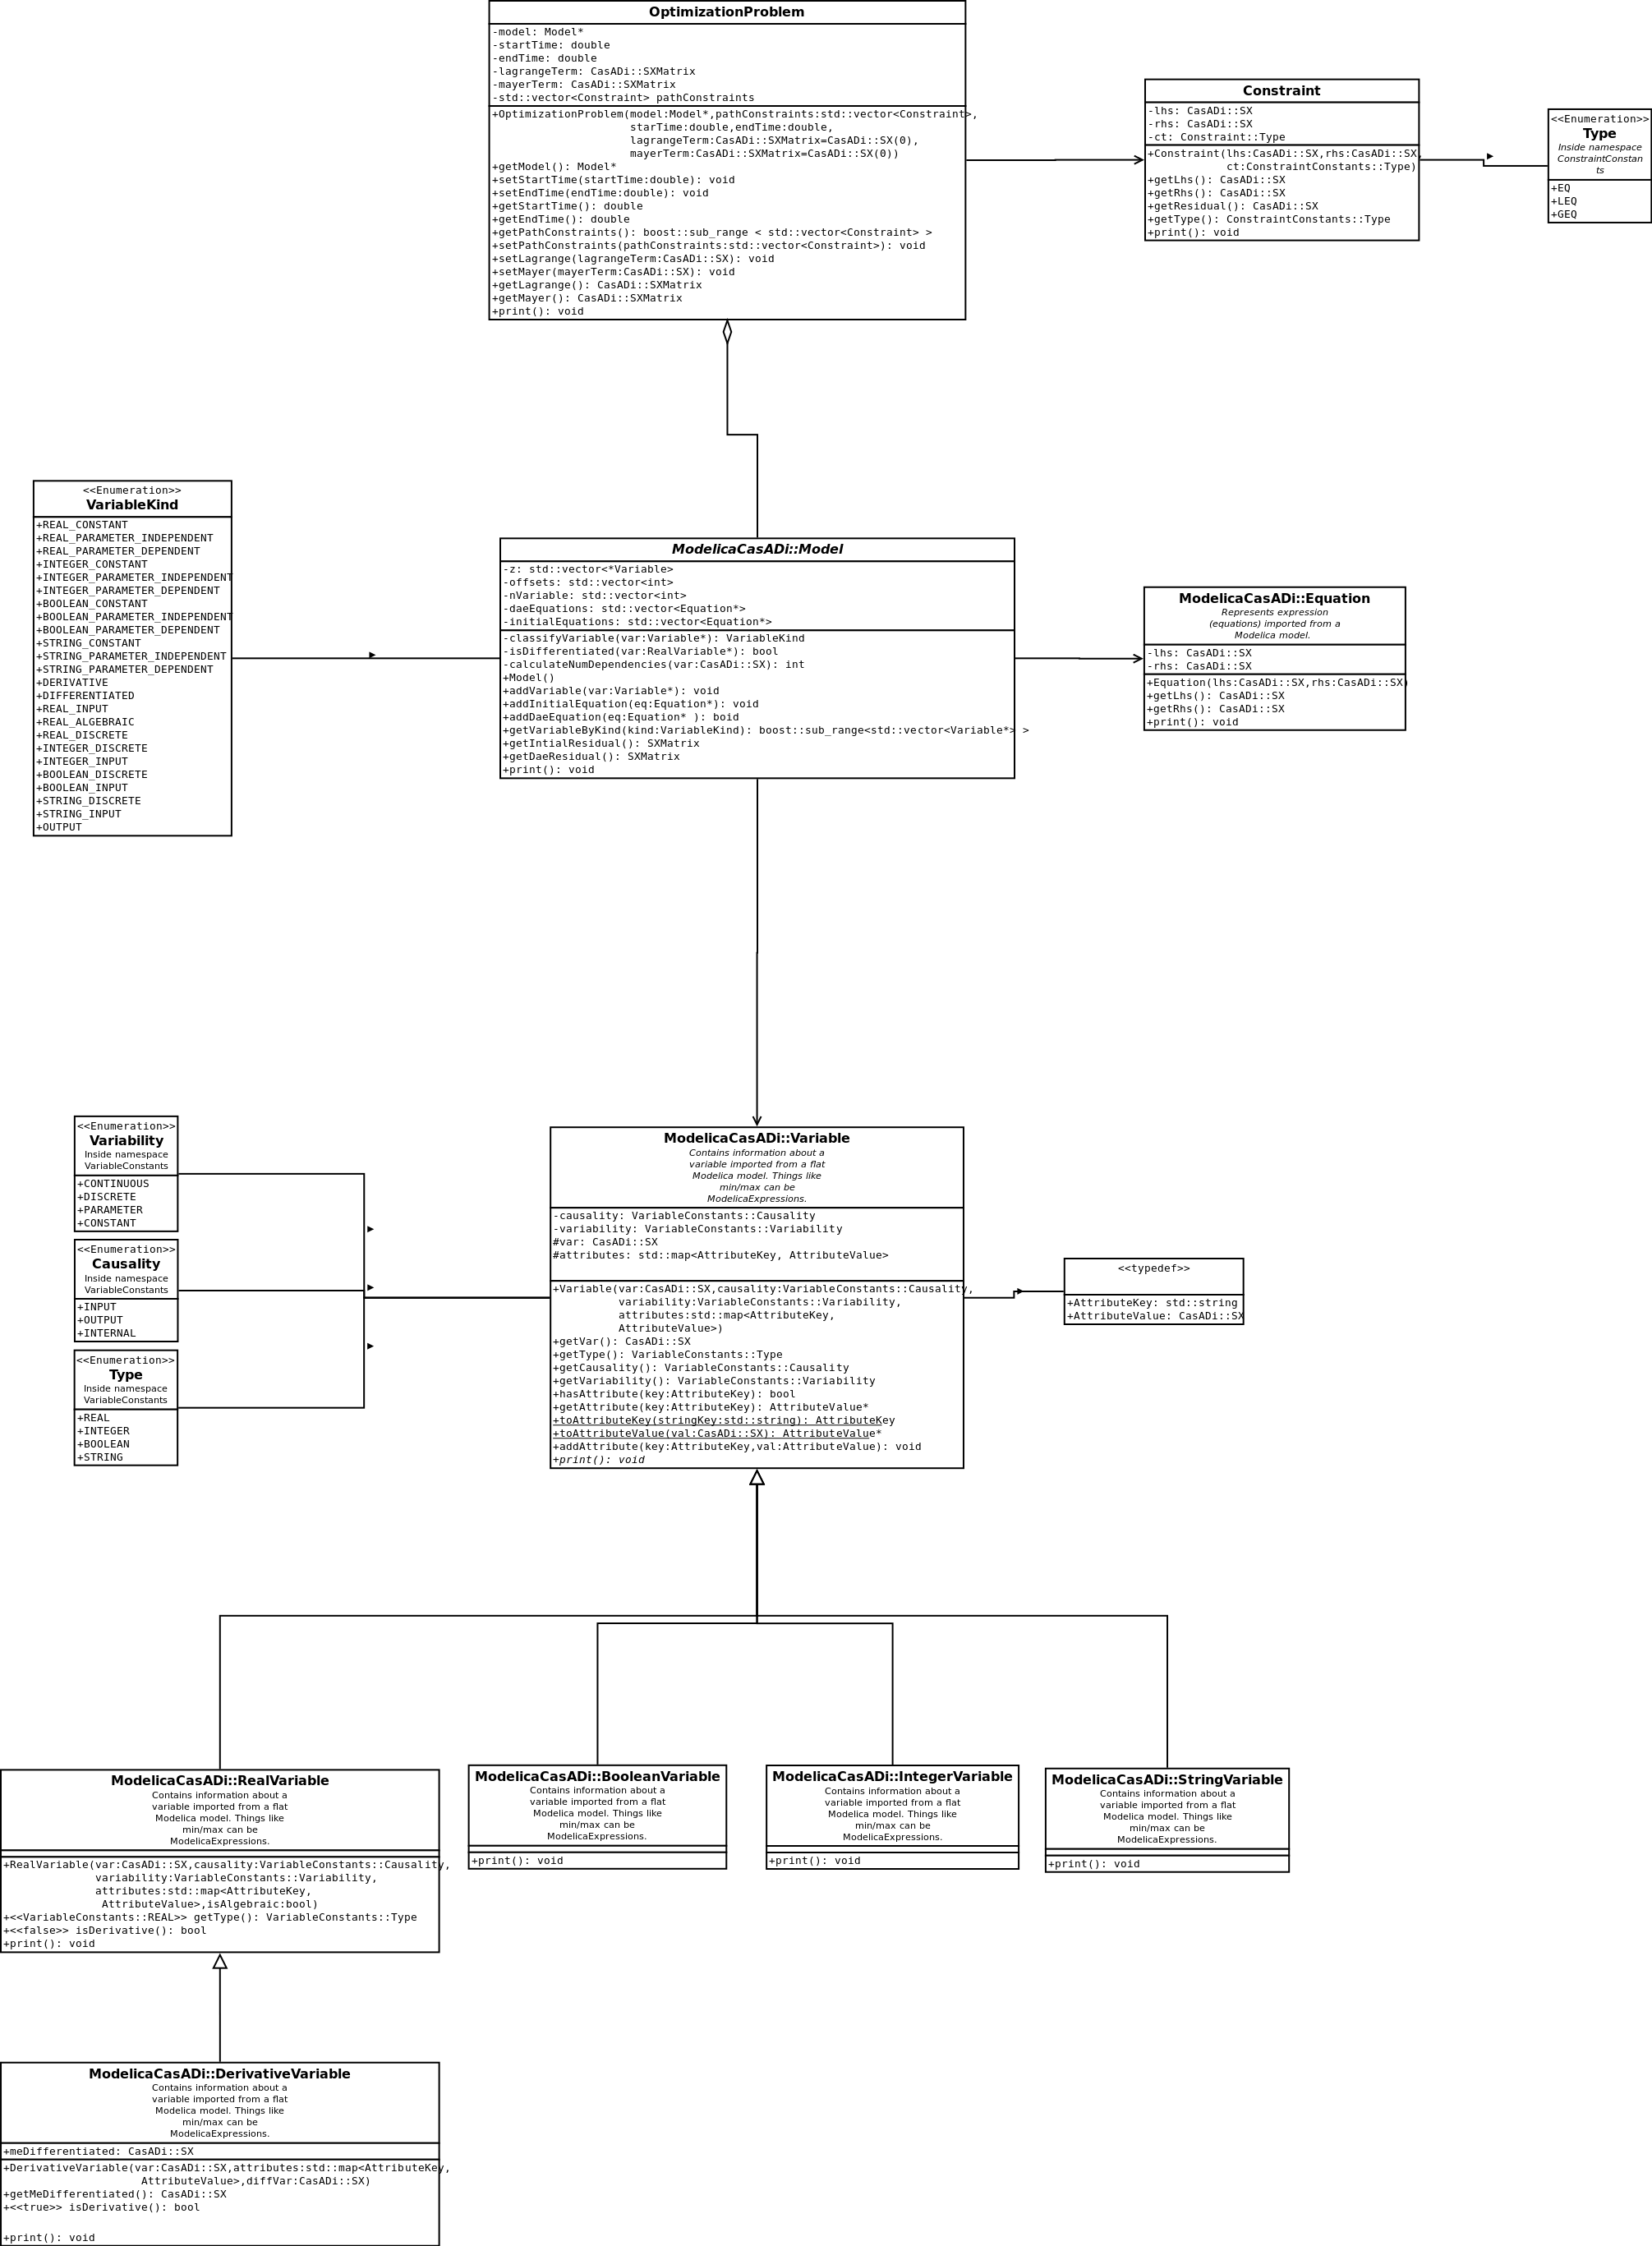 OptimizationProblem
-model: Model*
-startTime: double
-endTime: double
-lagrangeTerm: CasADi::SXMatrix
-mayerTerm: CasADi::SXMatrix
-std::vector<Constraint> pathConstraints
+OptimizationProblem(model:Model*,pathConstraints:std::vector<Constraint>,
starTime:double,endTime:double,
lagrangeTerm:CasADi::SXMatrix=CasADi::SX(0),
mayerTerm:CasADi::SXMatrix=CasADi::SX(0))
+getModel(): Model*
+setStartTime(startTime:double): void
+setEndTime(endTime:double): void
+getStartTime(): double
+getEndTime(): double
+getPathConstraints(): boost::sub_range < std::vector<Constraint> >
+setPathConstraints(pathConstraints:std::vector<Constraint>): void
+setLagrange(lagrangeTerm:CasADi::SX): void
+setMayer(mayerTerm:CasADi::SX): void
+getLagrange(): CasADi::SXMatrix
+getMayer(): CasADi::SXMatrix
+print(): void
Constraint
-lhs: CasADi::SX
-rhs: CasADi::SX
-ct: Constraint::Type
+Constraint(lhs:CasADi::SX,rhs:CasADi::SX,
ct:ConstraintConstants::Type)
+getLhs(): CasADi::SX
+getRhs(): CasADi::SX
+getResidual(): CasADi::SX
+getType(): ConstraintConstants::Type
+print(): void
<<Enumeration>>
Type
Inside namespace
ConstraintConstan
ts
+EQ
+LEQ
+GEQ
<<Enumeration>>
VariableKind
+REAL_CONSTANT
+REAL_PARAMETER_INDEPENDENT
+REAL_PARAMETER_DEPENDENT
+INTEGER_CONSTANT
+INTEGER_PARAMETER_INDEPENDENT
+INTEGER_PARAMETER_DEPENDENT
+BOOLEAN_CONSTANT
+BOOLEAN_PARAMETER_INDEPENDENT
+BOOLEAN_PARAMETER_DEPENDENT
+STRING_CONSTANT
+STRING_PARAMETER_INDEPENDENT
+STRING_PARAMETER_DEPENDENT
+DERIVATIVE
+DIFFERENTIATED
+REAL_INPUT
+REAL_ALGEBRAIC
+REAL_DISCRETE
+INTEGER_DISCRETE
+INTEGER_INPUT
+BOOLEAN_DISCRETE
+BOOLEAN_INPUT
+STRING_DISCRETE
+STRING_INPUT
+OUTPUT
ModelicaCasADi::Model
-z: std::vector<*Variable>
-offsets: std::vector<int>
-nVariable: std::vector<int>
-daeEquations: std::vector<Equation*>
-initialEquations: std::vector<Equation*>
-classifyVariable(var:Variable*): VariableKind
-isDifferentiated(var:RealVariable*): bool
-calculateNumDependencies(var:CasADi::SX): int
+Model()
+addVariable(var:Variable*): void
+addInitialEquation(eq:Equation*): void
+addDaeEquation(eq:Equation* ): boid
+getVariableByKind(kind:VariableKind): boost::sub_range<std::vector<Variable*> >
+getIntialResidual(): SXMatrix
+getDaeResidual(): SXMatrix
+print(): void
ModelicaCasADi::Equation
Represents expression
(equations) imported from a
Modelica model.
-lhs: CasADi::SX
-rhs: CasADi::SX
+Equation(lhs:CasADi::SX,rhs:CasADi::SX)
+getLhs(): CasADi::SX
+getRhs(): CasADi::SX
+print(): void
<<Enumeration>>
Variability
Inside namespace
VariableConstants
+CONTINUOUS
+DISCRETE
+PARAMETER
+CONSTANT
<<Enumeration>>
Causality
Inside namespace
VariableConstants
+INPUT
+OUTPUT
+INTERNAL
<<Enumeration>>
Type
Inside namespace
VariableConstants
+REAL
+INTEGER
+BOOLEAN
+STRING
ModelicaCasADi::Variable
Contains information about a
variable imported from a flat
Modelica model. Things like
min/max can be
ModelicaExpressions.
-causality: VariableConstants::Causality
-variability: VariableConstants::Variability
#var: CasADi::SX
#attributes: std::map<AttributeKey, AttributeValue>
+Variable(var:CasADi::SX,causality:VariableConstants::Causality,
variability:VariableConstants::Variability,
attributes:std::map<AttributeKey,
AttributeValue>)
+getVar(): CasADi::SX
+getType(): VariableConstants::Type
+getCausality(): VariableConstants::Causality
+getVariability(): VariableConstants::Variability
+hasAttribute(key:AttributeKey): bool
+getAttribute(key:AttributeKey): AttributeValue*
+toAttributeKey(stringKey:std::string): AttributeKey
+toAttributeValue(val:CasADi::SX): AttributeValue*
+addAttribute(key:AttributeKey,val:AttributeValue): void
+print(): void
<<typedef>>
+AttributeKey: std::string
+AttributeValue: CasADi::SX
ModelicaCasADi::RealVariable
Contains information about a
variable imported from a flat
Modelica model. Things like
min/max can be
ModelicaExpressions.
+RealVariable(var:CasADi::SX,causality:VariableConstants::Causality,
variability:VariableConstants::Variability,
attributes:std::map<AttributeKey,
AttributeValue>,isAlgebraic:bool)
+<<VariableConstants::REAL>> getType(): VariableConstants::Type
+<<false>> isDerivative(): bool
+print(): void
ModelicaCasADi::BooleanVariable
Contains information about a
variable imported from a flat
Modelica model. Things like
min/max can be
ModelicaExpressions.
+print(): void
ModelicaCasADi::IntegerVariable
Contains information about a
variable imported from a flat
Modelica model. Things like
min/max can be
ModelicaExpressions.
+print(): void
ModelicaCasADi::StringVariable
Contains information about a
variable imported from a flat
Modelica model. Things like
min/max can be
ModelicaExpressions.
+print(): void
ModelicaCasADi::DerivativeVariable
Contains information about a
variable imported from a flat
Modelica model. Things like
min/max can be
ModelicaExpressions.
+meDifferentiated: CasADi::SX
+DerivativeVariable(var:CasADi::SX,attributes:std::map<AttributeKey,
AttributeValue>,diffVar:CasADi::SX)
+getMeDifferentiated(): CasADi::SX
+<<true>> isDerivative(): bool
+print(): void